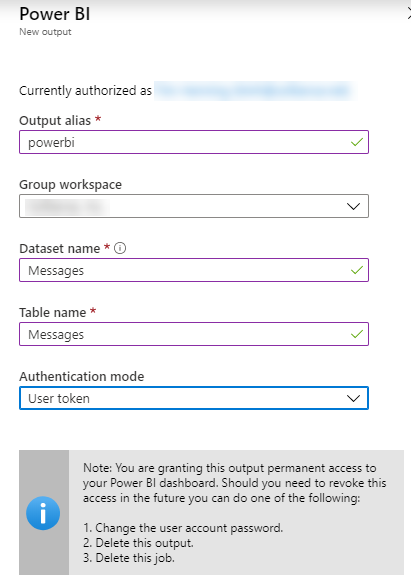 Power BI
New output
Currently authorized as
Output alias *
powerbi
Group workspace
Dataset name *
Messages
Table name *
Messages
Authentication mode
User token
Note: You are granting this output permanent access to
your Power BI dashboard. Should you need to revoke this
access in the future you can do one of the following:
1. Change the user account password.
2. Delete this output.
3. Delete this job.